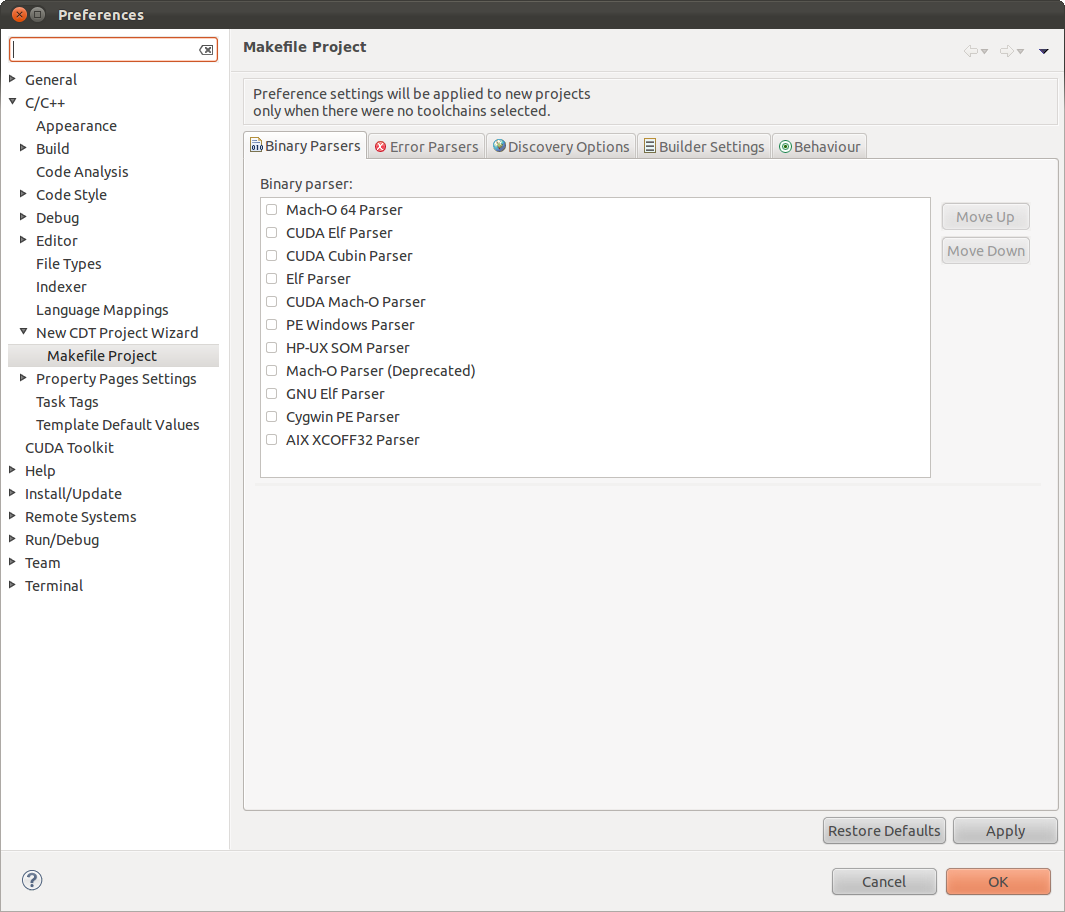 Preferences
General
C/C++
Appearance
Build
Code Analysis
Code Style
Debug
Editor
File Types
Indexer
Language Mappings
New CDT Project Wizard
Makefile Project
Property Pages Settings
Task Tags
Template Default Values
CUDA Toolkit
Help
Install/Update
Remote Systems
Run/Debug
Team
Terminal
Makefile Project
Preference settings will be applied to new projects
only when there were no toolchains selected.
Binary Parsers Error Parsers Discovery Options Builder Settings Behaviour
Binary parser:
Mach-O 64 Parser
CUDA Elf Parser
CUDA Cubin Parser
Elf Parser
CUDA Mach-O Parser
PE Windows Parser
HP-UX SOM Parser
Mach-O Parser (Deprecated)
GNU Elf Parser
Cygwin PE Parser
AIX XCOFF32 Parser
Move Up
Move Down
Restore Defaults Apply
? Cancel OK